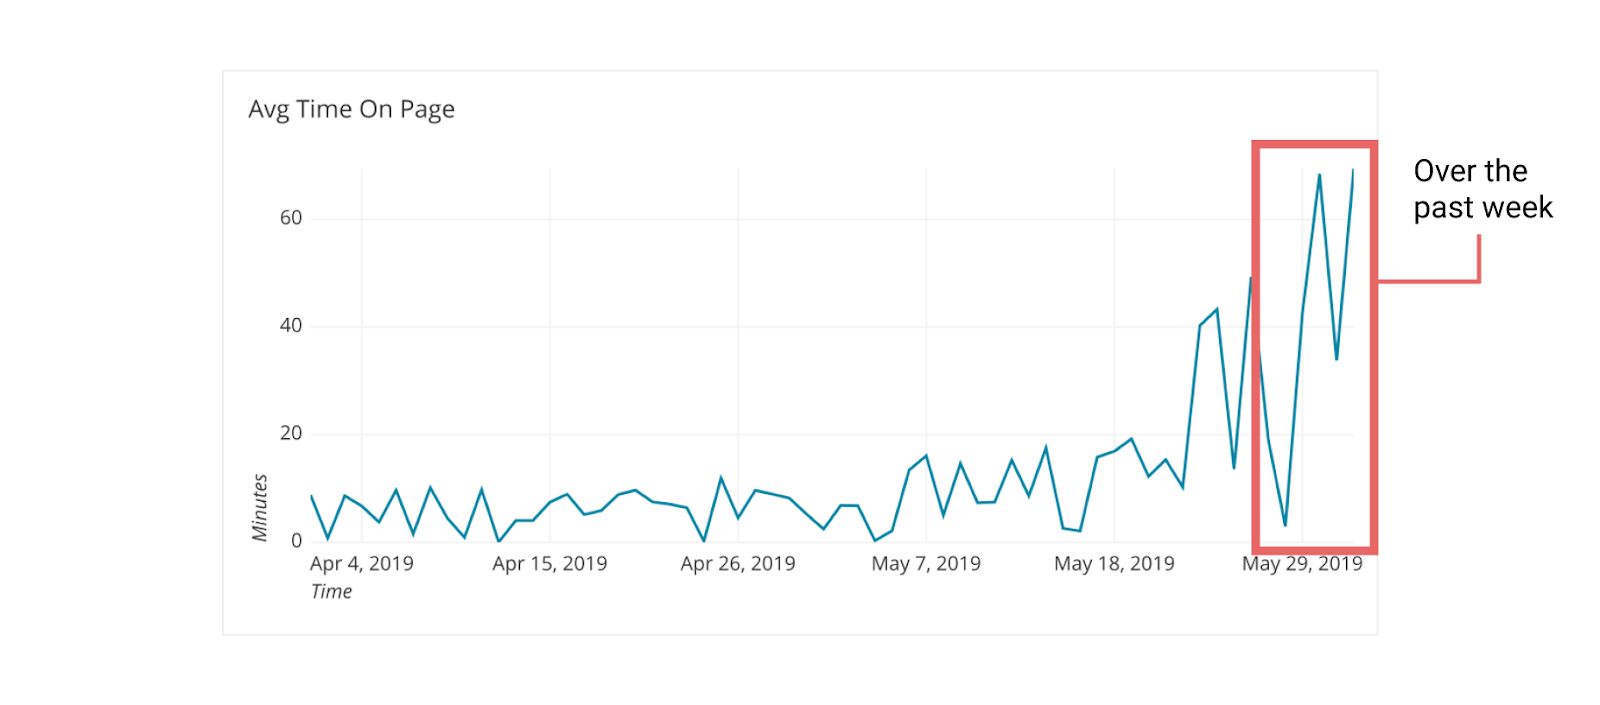 Avg Time On Page
Over the
past week
60
40
20
0
Minutes
Apr 4, 2019
Apr 15, 2019
Apr 26, 2019
May 7, 2019
May 18, 2019
May 29, 2019
Time